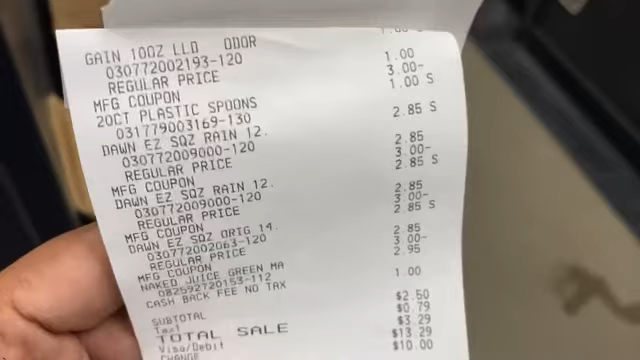 GAIN 10OZ LLD ODOR
030772002193-120
REGULAR PRICE 1.00
MFG COUPON 3.00-
20CT PLASTIC SPOONS 1.00 S
031779003169-130
DAWN EZ SQZ RAIN 12. 2.85 S
030772009000-120
REGULAR PRICE 2.85
MFG COUPON 3.00-
DAWN EZ SQZ RAIN 12. 2.85 S
030772009000-120
REGULAR PRICE 2.85
MFG COUPON 3.00-
DAWN EZ SQZ ORIG 14. 2.85 S
030772002063-120
REGULAR PRICE 2.85
MFG COUPON 3.00-
NAKED JUICE GREEN MA 2.95
082592720153-112
CASH BACK FEE NO TAX 1.00
SUBTOTAL $2.50
Tax1 $0.79
TOTAL SALE $3.29
Visa/Debit $13.29
CHANGE $10.00